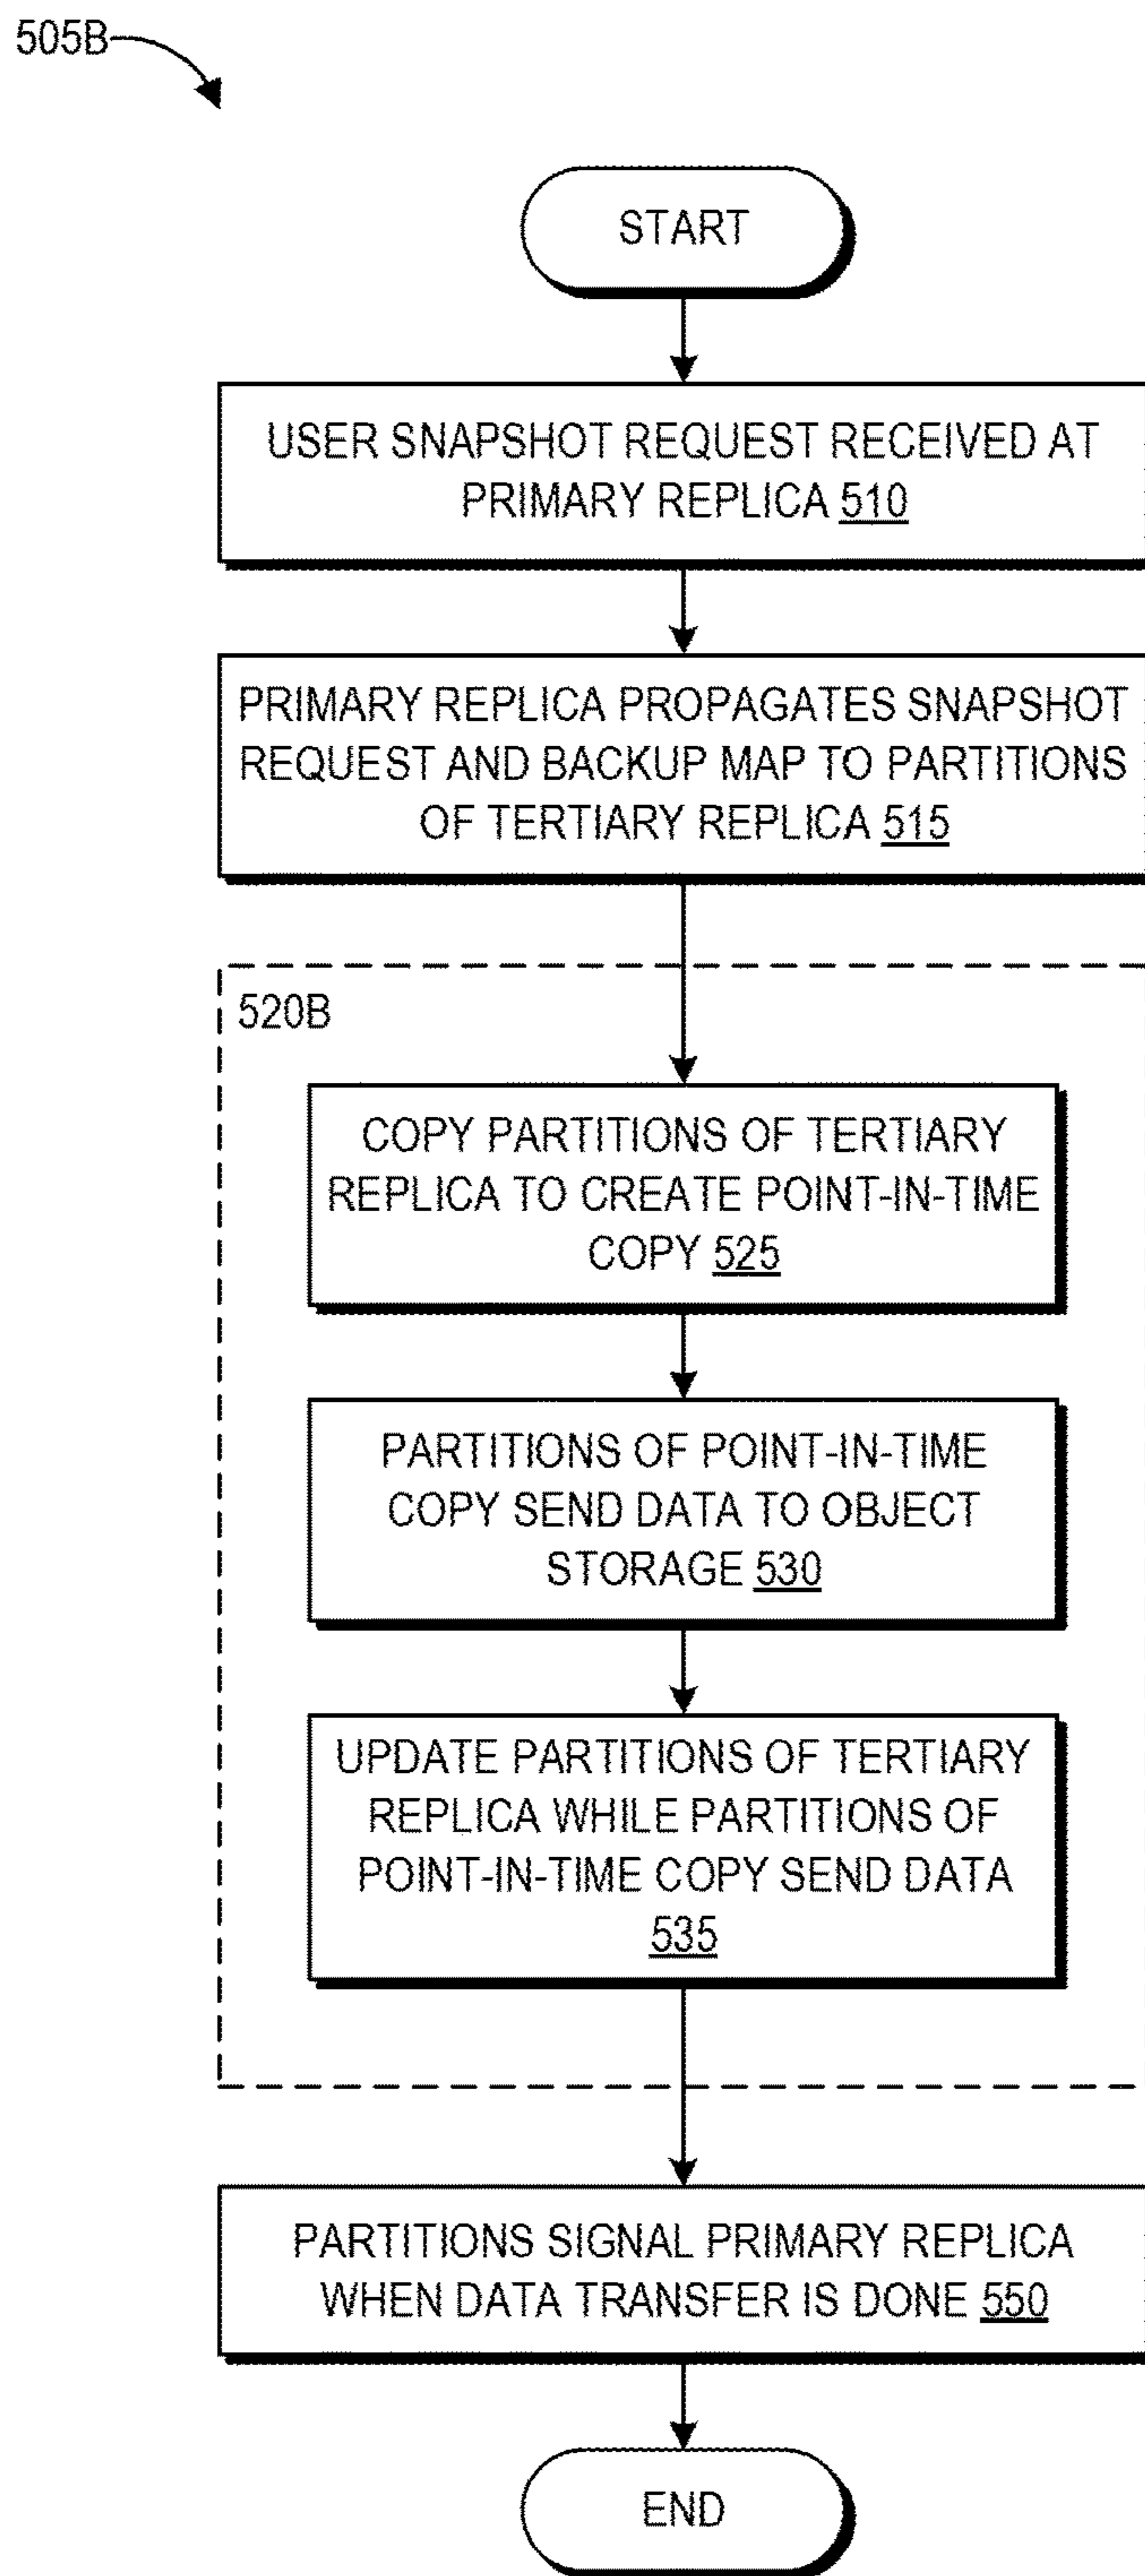 505B
START
USER SNAPSHOT REQUEST RECEIVED AT
PRIMARY REPLICA 510
PRIMARY REPLICA PROPAGATES SNAPSHOT
REQUEST AND BACKUP MAP TO PARTITIONS
OF TERTIARY REPLICA 515
520B
COPY PARTITIONS OF TERTIARY
REPLICA TO CREATE POINT-IN-TIME
COPY 525
PARTITIONS OF POINT-IN-TIME
COPY SEND DATA TO OBJECT
STORAGE 530
UPDATE PARTITIONS OF TERTIARY
REPLICA WHILE PARTITIONS OF
POINT-IN-TIME COPY SEND DATA
535
PARTITIONS SIGNAL PRIMARY REPLICA
WHEN DATA TRANSFER IS DONE 550
END